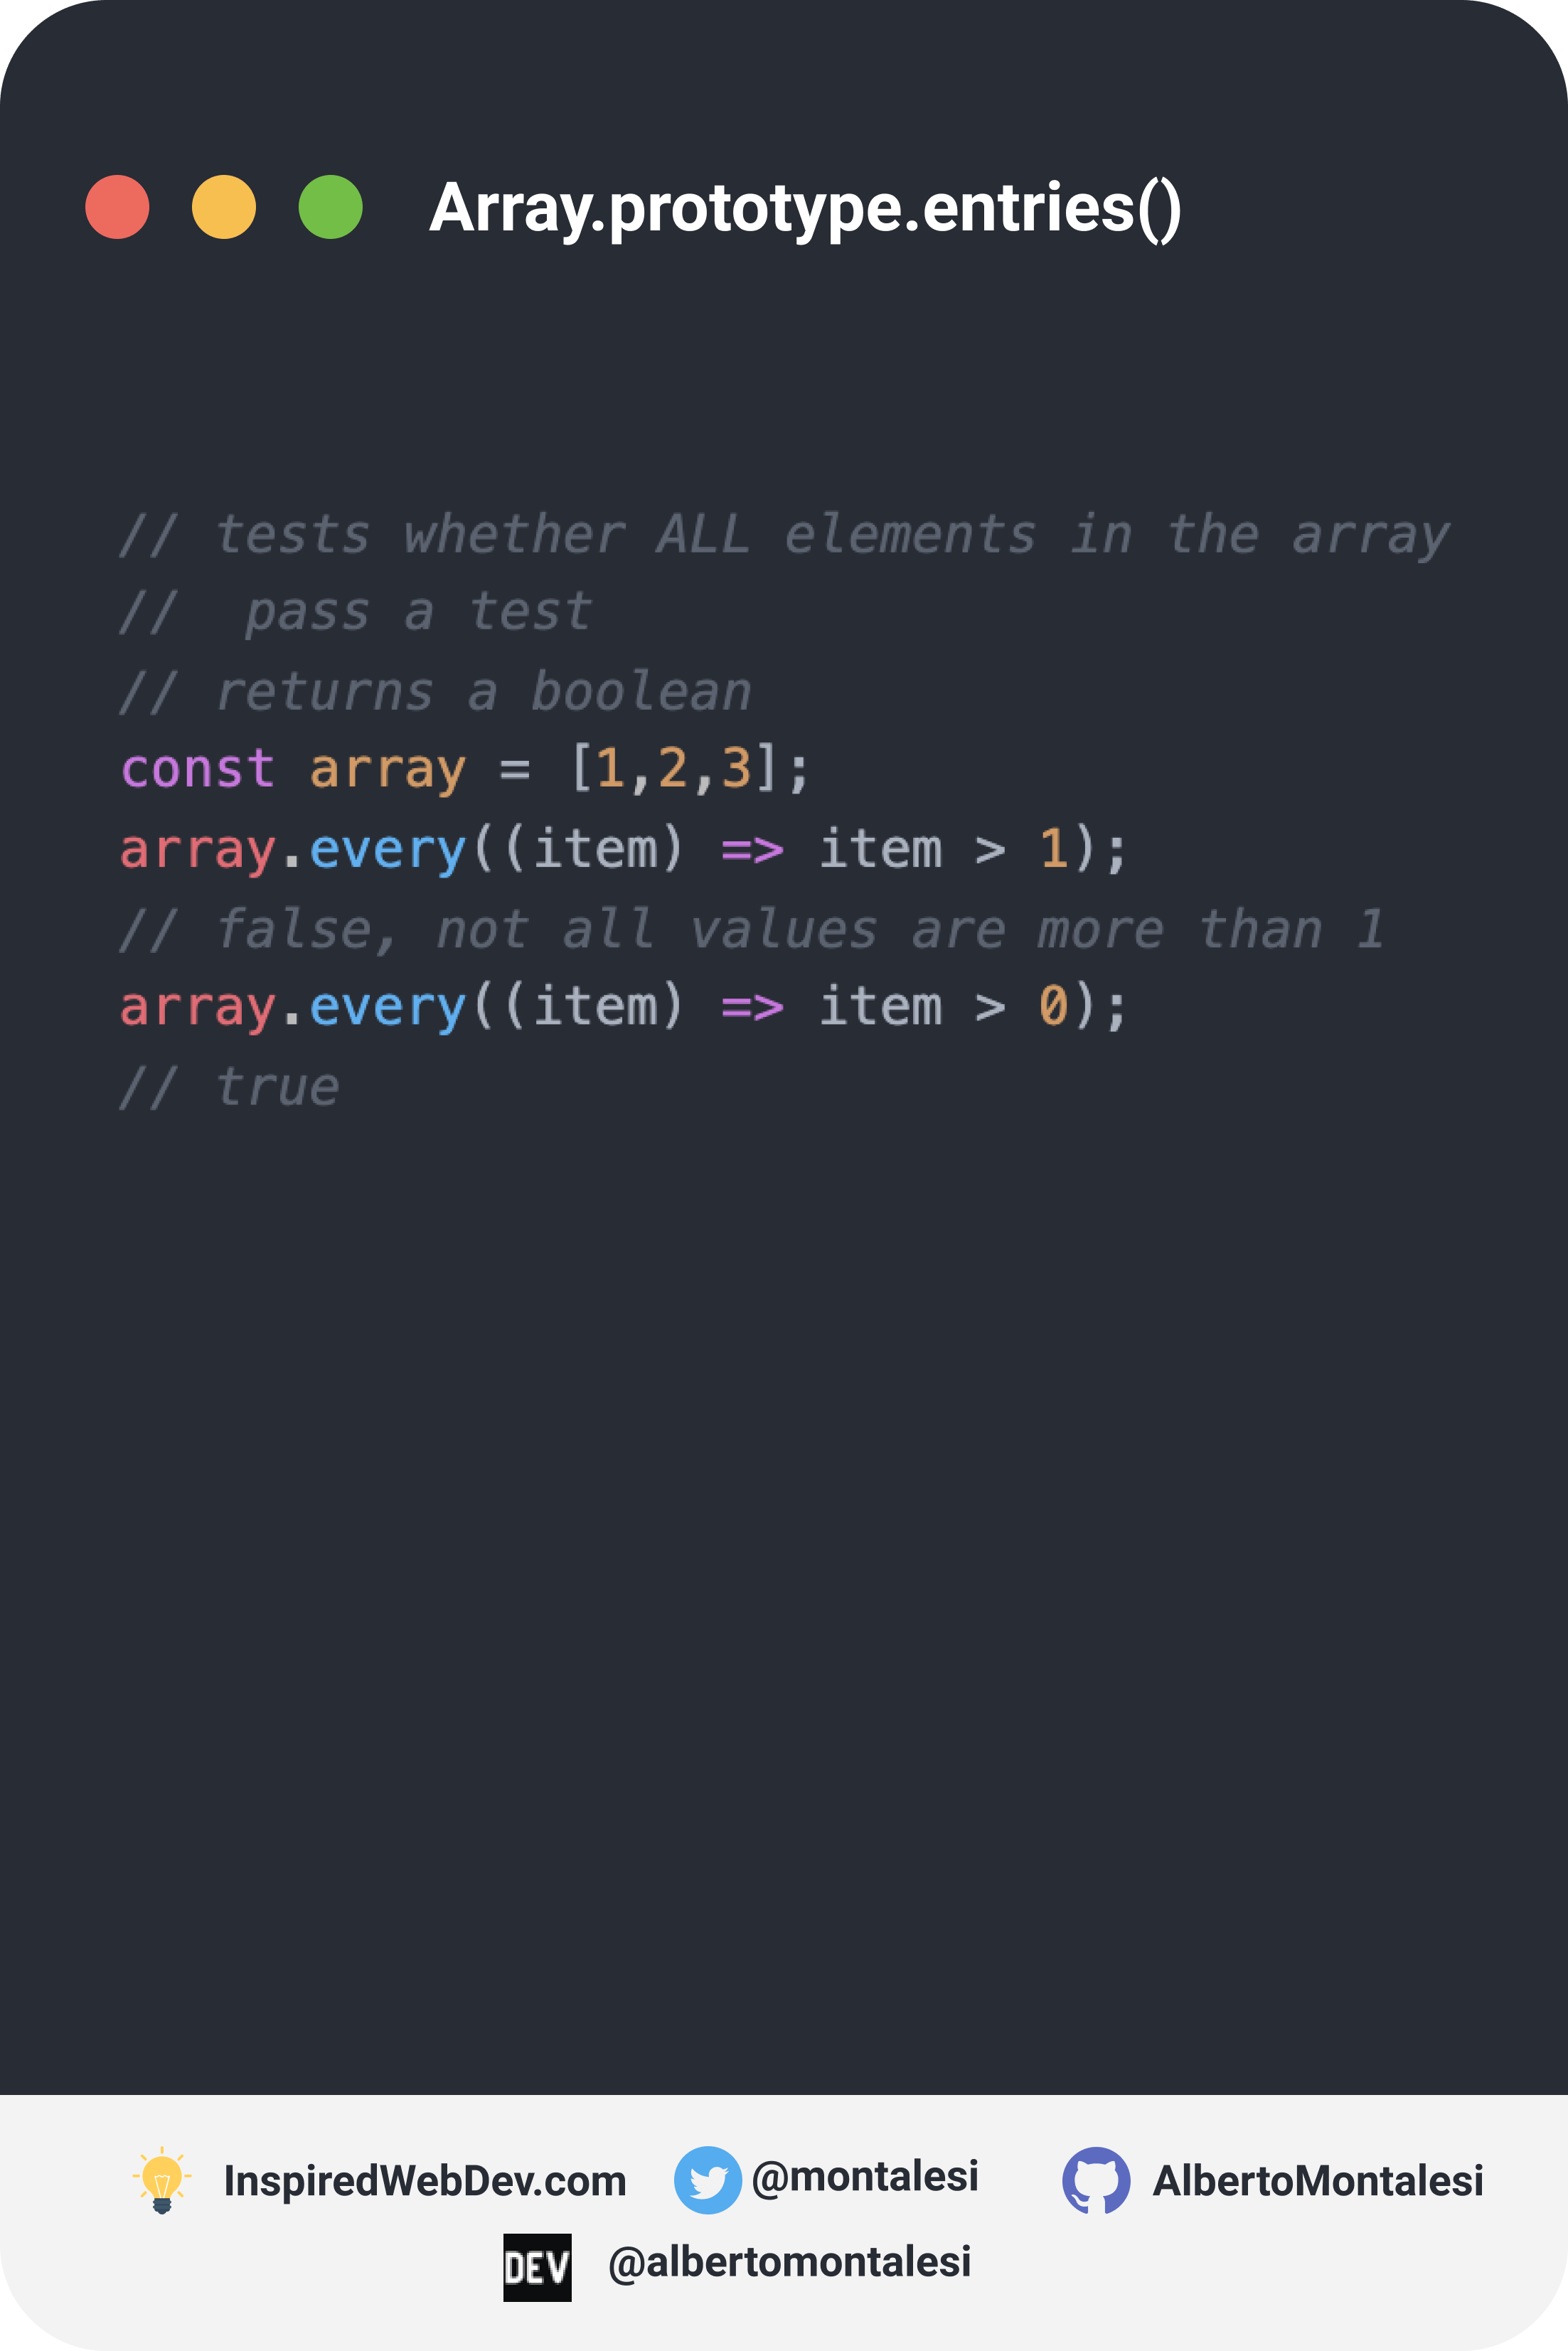 Array.prototype.entries()
// tests whether ALL elements in the array
//  pass a test
// returns a boolean
const array = [1,2,3];
array.every((item) => item > 1);
// false, not all values are more than 1
array.every((item) => item > 0);
// true
InspiredWebDev.com @montalesi AlbertoMontalesi
DEV @albertomontalesi